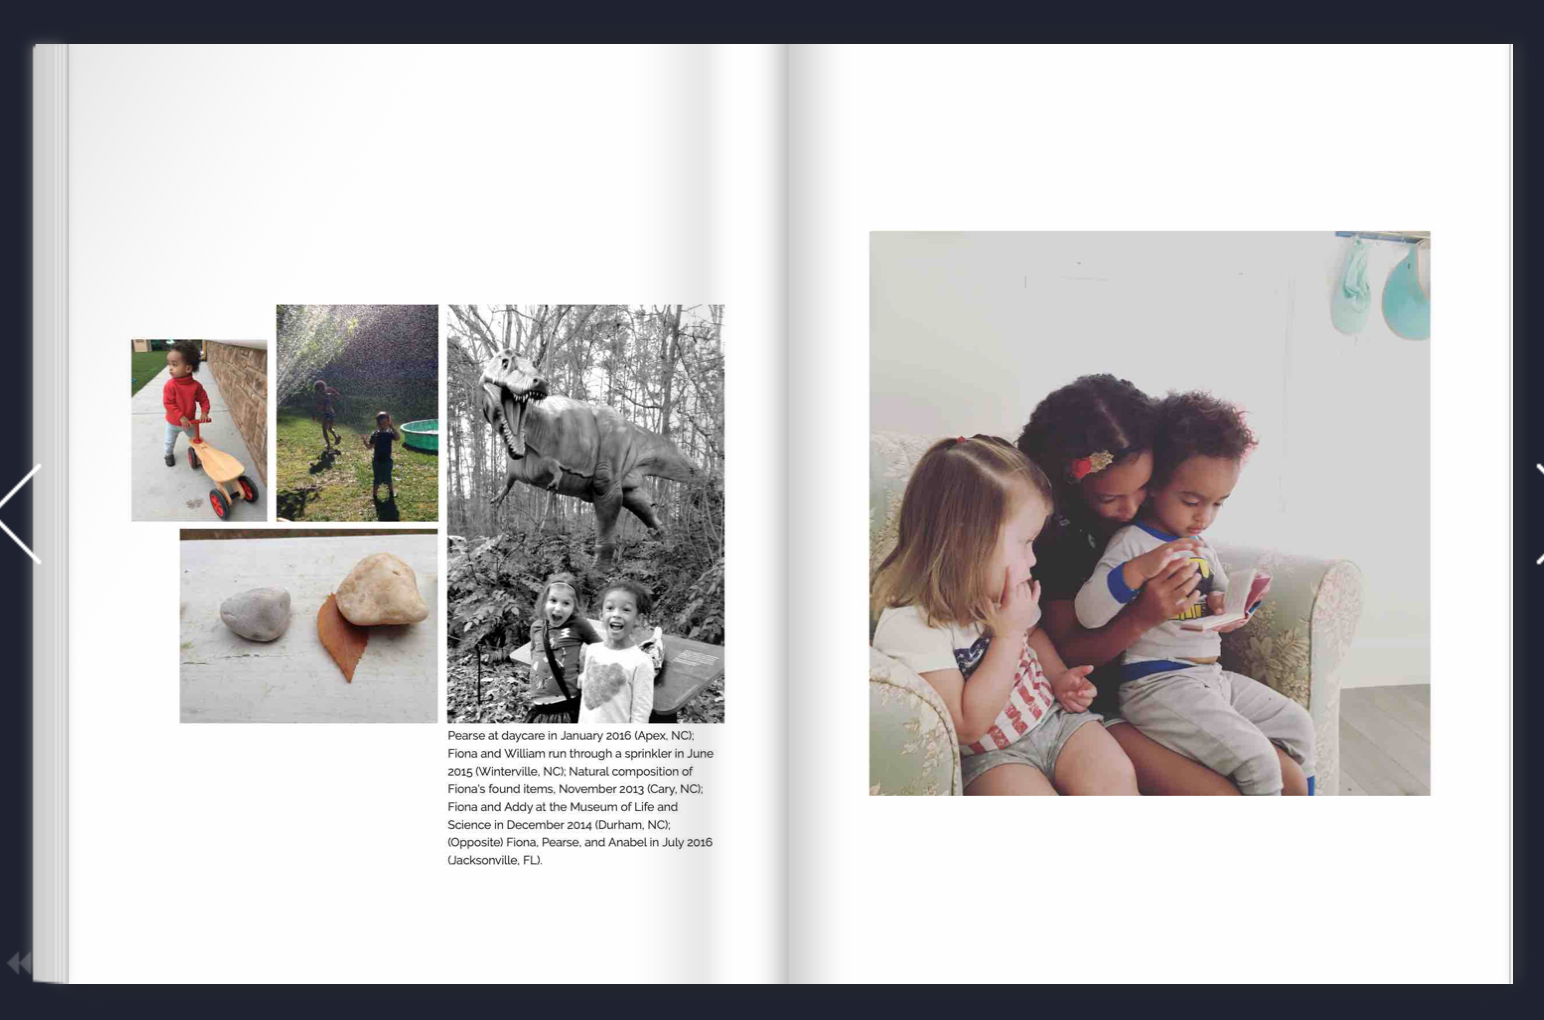 Pearse at daycare in January 2016 (Apex, NC);
Fiona and William run through a sprinkler in June
2015 (Winterville, NC); Natural composition of
Fiona's found items, November 2013 (Cary, NC);
Fiona and Addy at the Museum of Life and
Science in December 2014 (Durham, NC);
(Opposite) Fiona, Pearse, and Anabel in July 2016
(Jacksonville, FL).